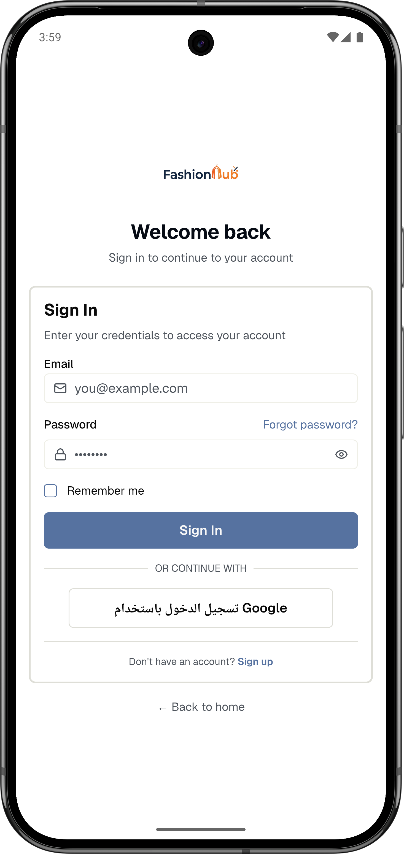 3:59
FashionHub
Welcome back
Sign in to continue to your account
Sign In
Enter your credentials to access your account
Email
you@example.com
Password Forgot password?
••••••••
Remember me
Sign In
OR CONTINUE WITH
تسجيل الدخول باستخدام Google
Don't have an account? Sign up
← Back to home